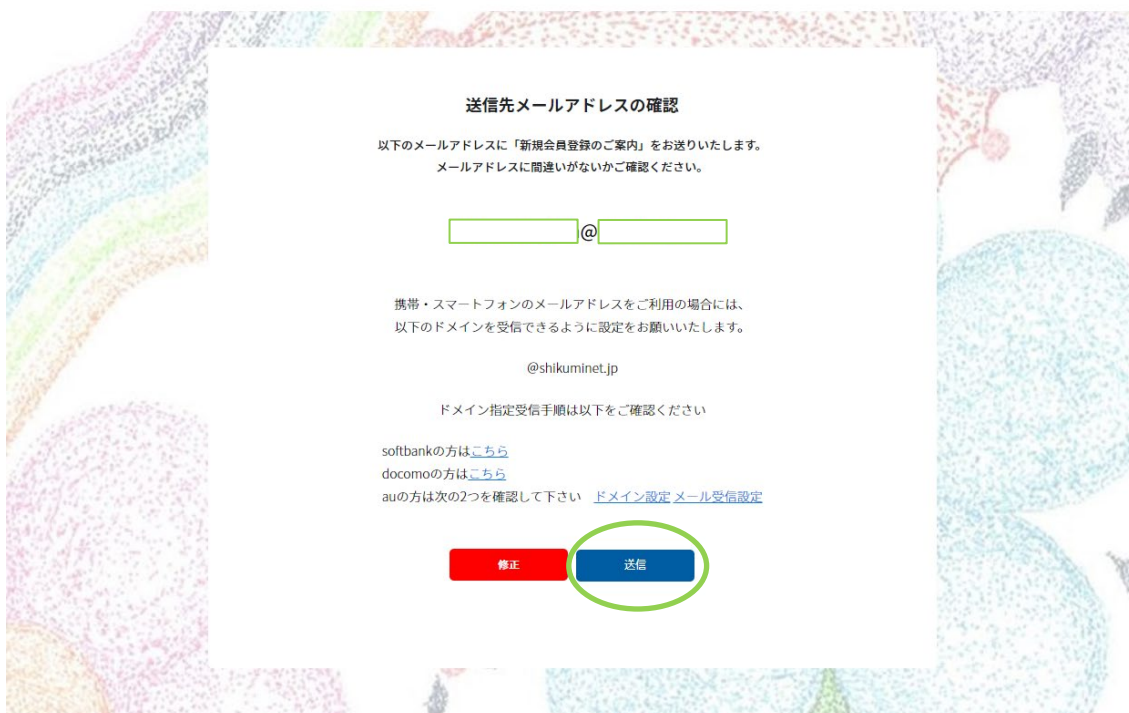 送信先メールアドレスの確認
以下のメールアドレスに「新規会員登録のご案内」をお送りいたします。
メールアドレスに間違いがないかご確認ください。
@
携帯・スマートフォンのメールアドレスをご利用の場合には、
以下のドメインを受信できるように設定をお願いいたします。
@shikuminet.jp
ドメイン指定受信手順は以下をご確認ください
softbankの方はこちら
docomoの方はこちら
auの方は次の2つを確認して下さい　ドメイン設定 メール受信設定
修正 送信